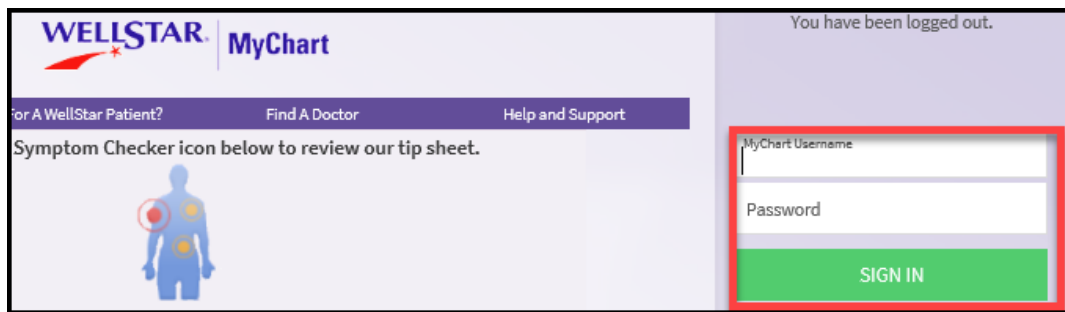 WELLSTAR.
MyChart
You have been logged out.
For A WellStar Patient?
Find A Doctor
Help and Support
Symptom Checker icon below to review our tip sheet.
MyChart Username
Password
SIGN IN